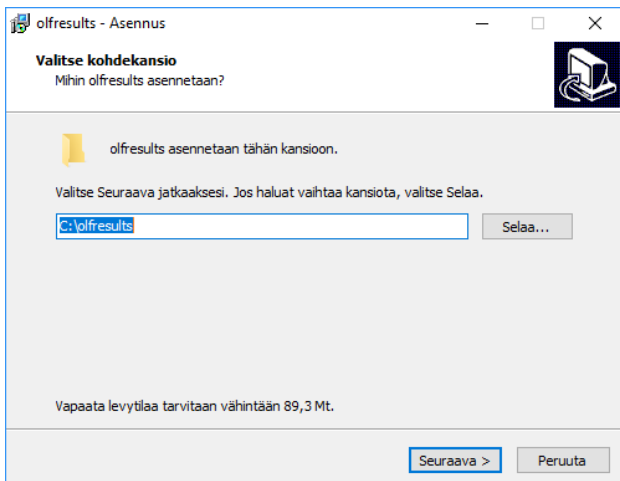 olfresults - Asennus
Valitse kohdekansio
Mihin olfresults asennetaan?
olfresults asennetaan tähän kansioon.
Valitse Seuraava jatkaaksesi. Jos haluat vaihtaa kansiota, valitse Selaa.
C:\olfresults
Selaa...
Vapaata levytilaa tarvitaan vähintään 89,3 Mt.
Seuraava >
Peruuta